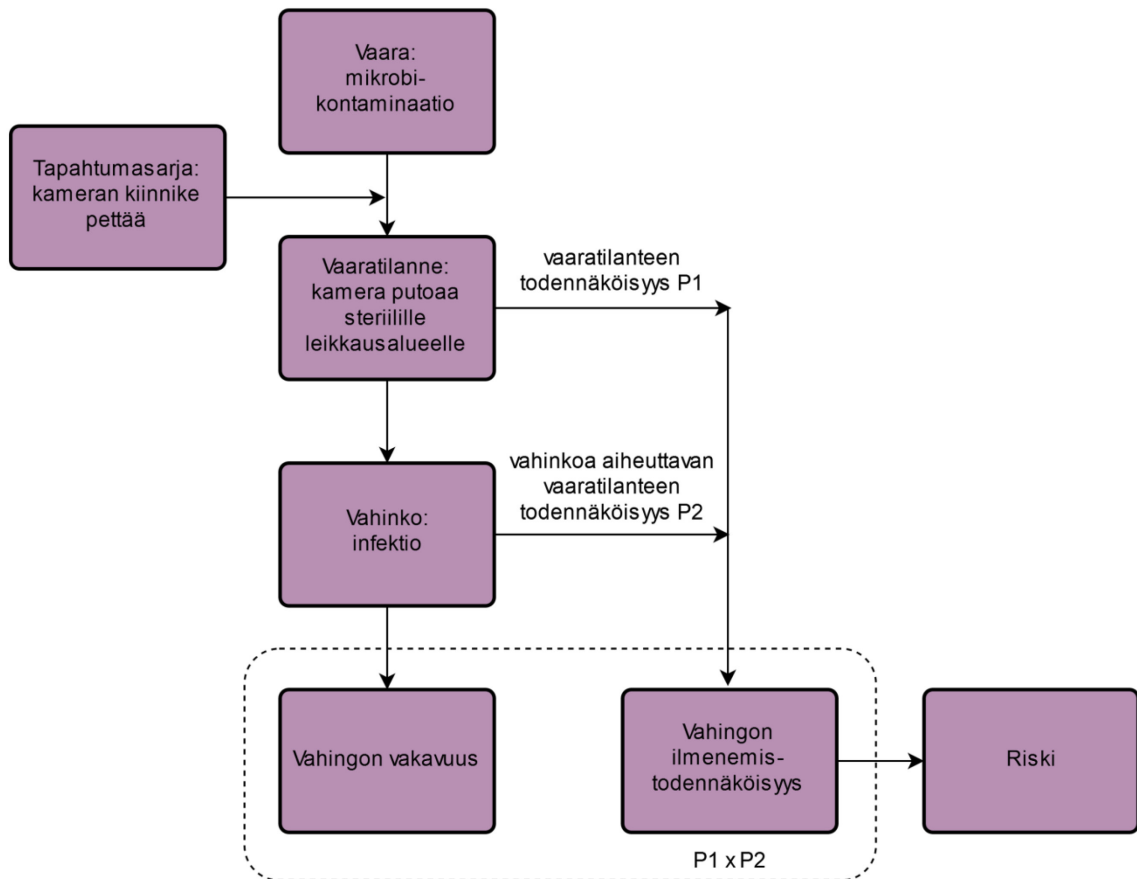 Vaara:
mikrobi-
kontaminaatio
Tapahtumasarja:
kameran kiinnike
pettää
Vaaratilanne:
kamera putoaa
steriilille
leikkausalueelle
vaaratilanteen
todennäköisyys P1
vahinkoa aiheuttavan
vaaratilanteen
todennäköisyys P2
Vahinko:
infektio
Vahingon vakavuus
Vahingon
ilmenemis-
todennäköisyys
Riski
P1 x P2